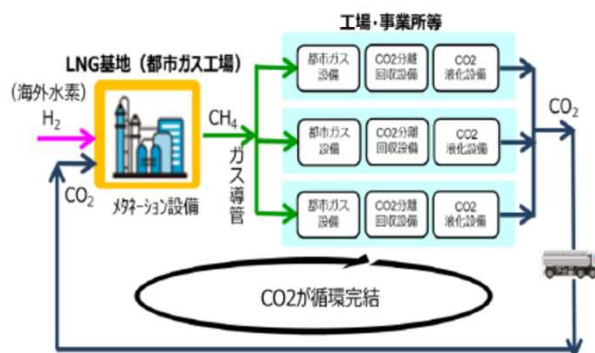 工場・事業所等
LNG基地（都市ガス工場）
（海外水素）
H2
CO2
メタネーション設備
CH4
ガス導管
都市ガス
設備
CO2分離
回収設備
CO2
液化設備
都市ガス
設備
CO2分離
回収設備
CO2
液化設備
都市ガス
設備
CO2分離
回収設備
CO2
液化設備
CO2
CO2が循環完結